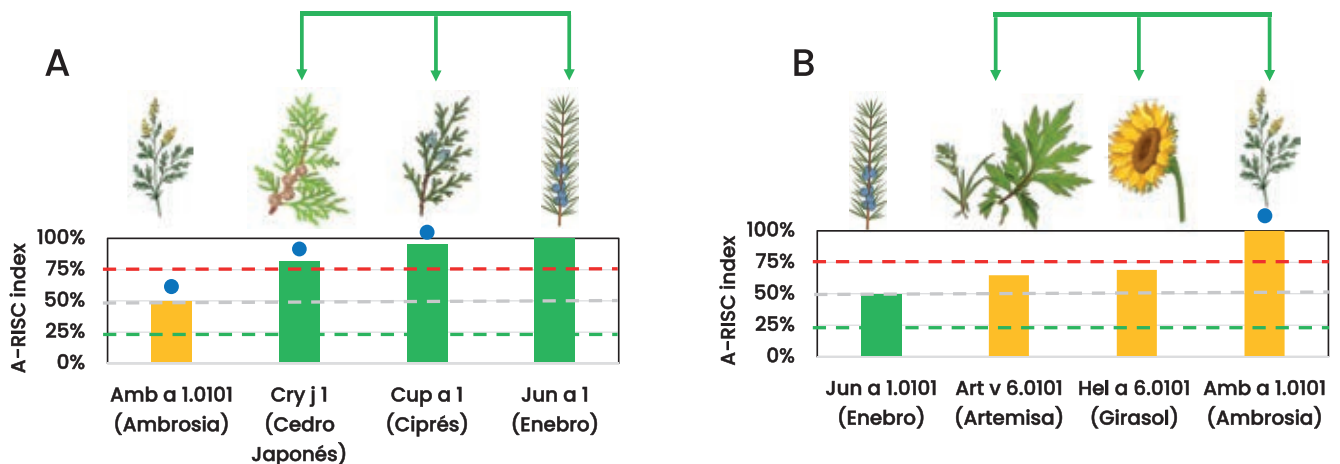 A
A-RISC index
100%
75%
50%
25%
0%
Amb a 1.0101
(Ambrosia)
Cry j 1
(Cedro
Japonés)
Cup a 1
(Ciprés)
Jun a 1
(Enebro)
B
A-RISC index
100%
75%
50%
25%
0%
Jun a 1.0101
(Enebro)
Art v 6.0101
(Artemisa)
Hel a 6.0101
(Girasol)
Amb a 1.0101
(Ambrosia)